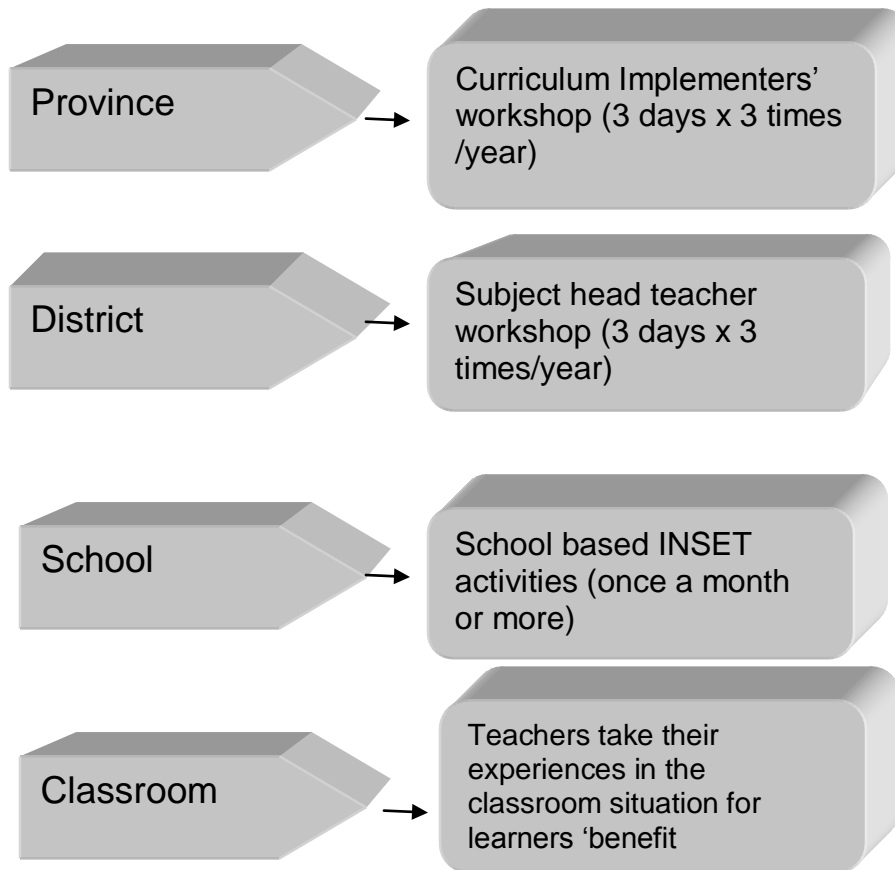 Province
Curriculum Implementers’
workshop (3 days x 3 times
/year)
District
Subject head teacher
workshop (3 days x 3
times/year)
School
School based INSET
activities (once a month
or more)
Classroom
Teachers take their
experiences in the
classroom situation for
learners ‘benefit